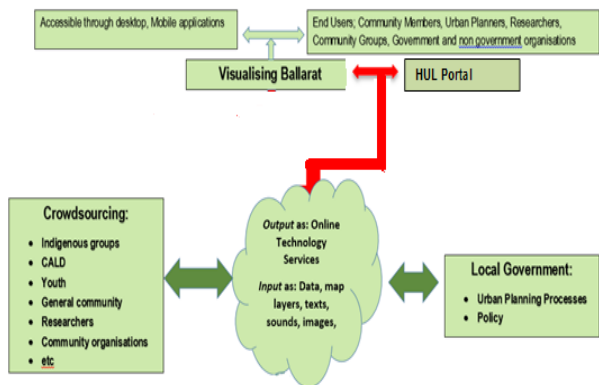 Accessible through desktop, Mobile applications
End Users; Community Members, Urban Planners, Researchers,
Community Groups, Government and non government organisations
Visualising Ballarat
HUL Portal
Crowdsourcing:
• Indigenous groups
• CALD
• Youth
• General community
• Researchers
• Community organisations
• etc
Output as: Online
Technology
Services
Input as: Data, map
layers, texts,
sounds, images,
Local Government:
• Urban Planning Processes
• Policy